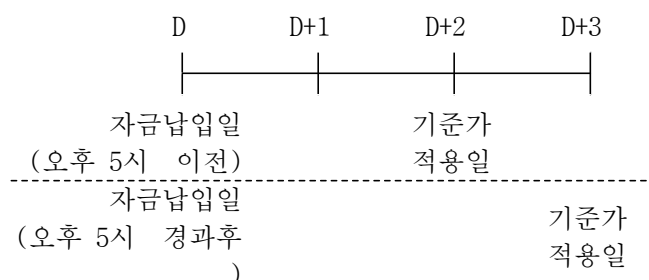 D D+1 D+2 D+3
자금납입일 기준가
(오후 5시 이전) 적용일
자금납입일
기준가
(오후 5시 경과후
적용일
)